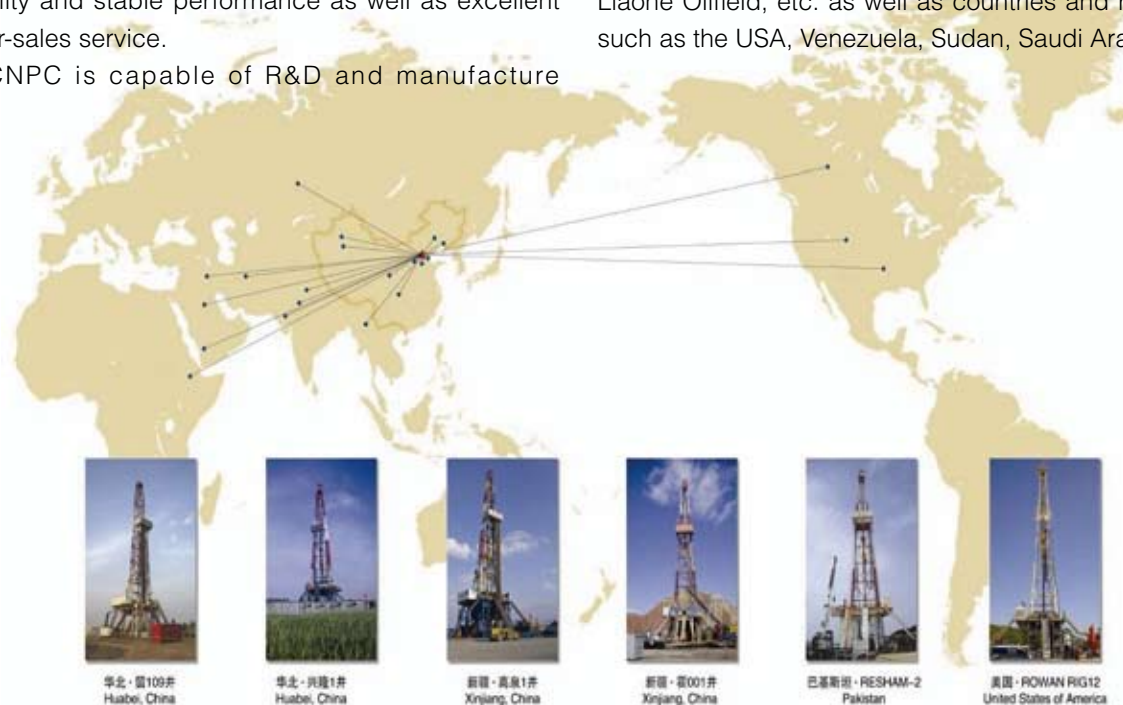 lity and stable performance as well as excellent
r-sales service.
CNPC is capable of R&D and manufacture
Liaohe Oilfield, etc. as well as countries and r
such as the USA, Venezuela, Sudan, Saudi Ara
华北·留109井
Huabei, China
华北·兴隆1井
Huabei, China
新疆·高泉1井
Xinjiang, China
新疆·霍001井
Xinjiang, China
巴基斯坦·RESHAM-2
Pakistan
美国·ROWAN RIG12
United States of America